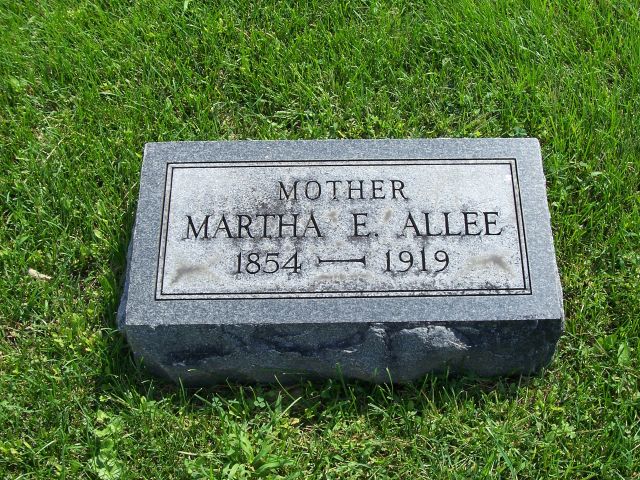 MOTHER
MARTHA E. ALLEE
1854 — 1919